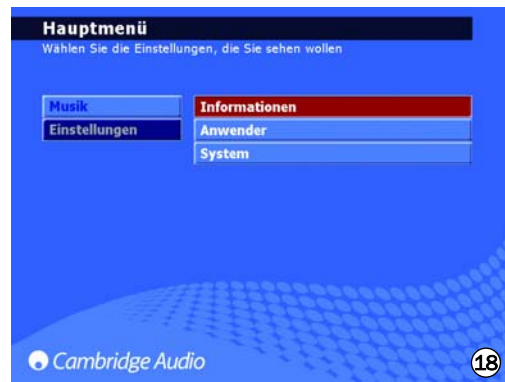 Hauptmenü
Wählen Sie die Einstellungen, die Sie sehen wollen
Musik
Einstellungen
Informationen
Anwender
System
Cambridge Audio
18